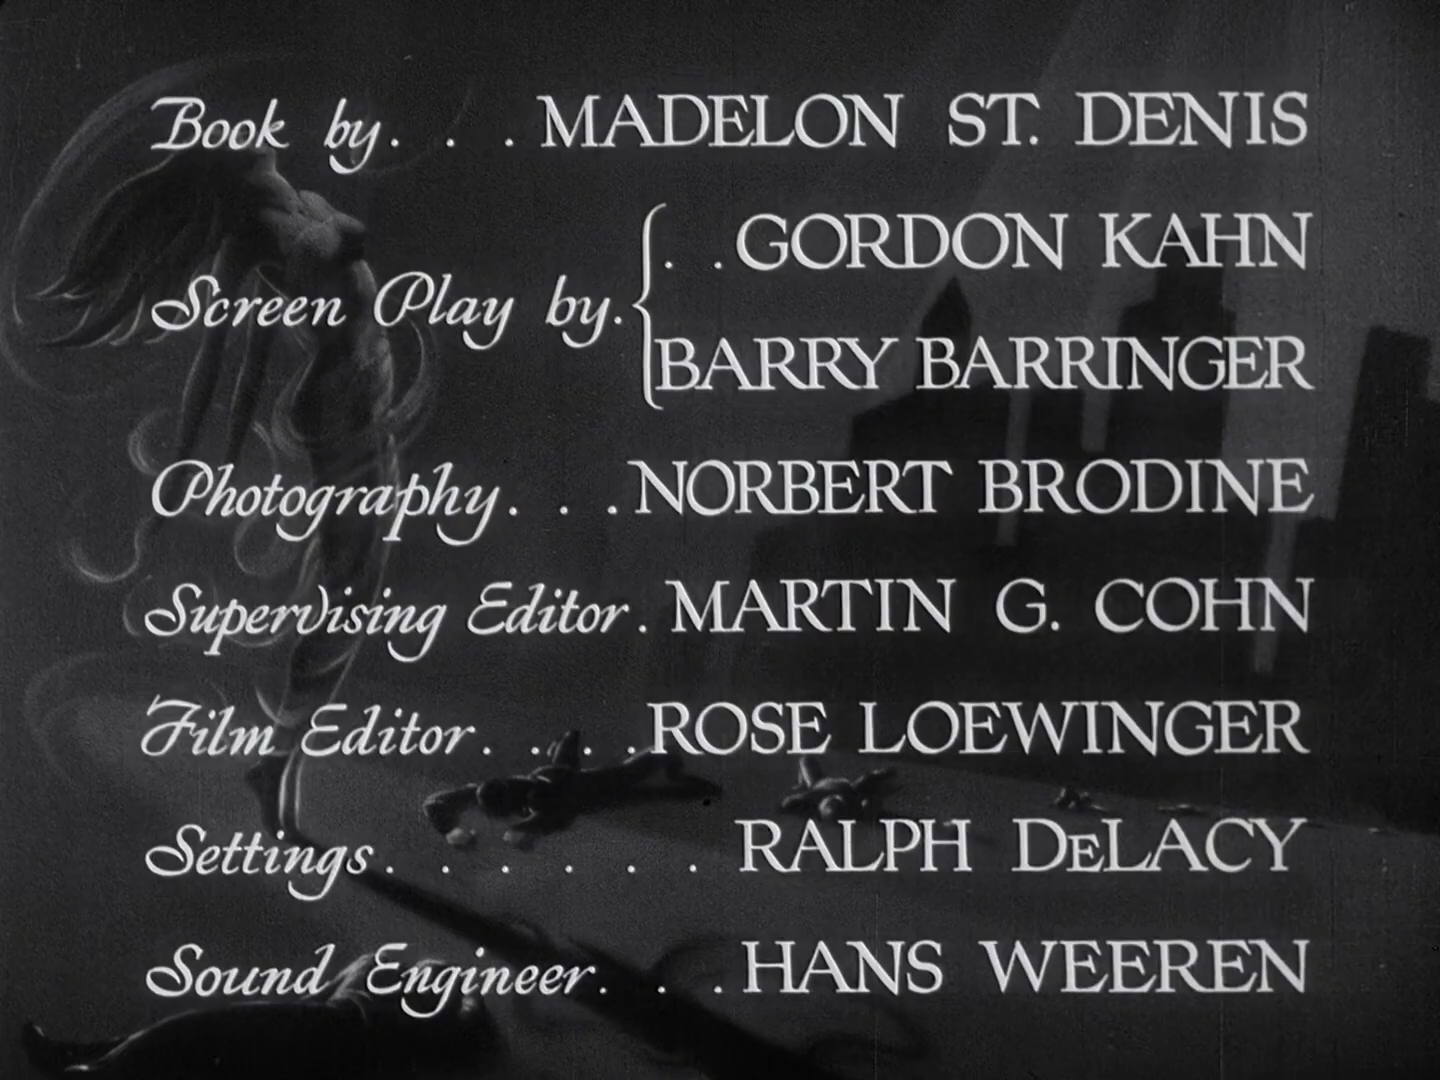 Book by. . . MADELON ST. DENIS
. . GORDON KAHN
Screen Play by.
BARRY BARRINGER
Photography. . . NORBERT BRODINE
Supervising Editor. MARTIN G. COHN
Film Editor. . . . ROSE LOEWINGER
Settings. . . . . . RALPH DeLACY
Sound Engineer. . . HANS WEEREN